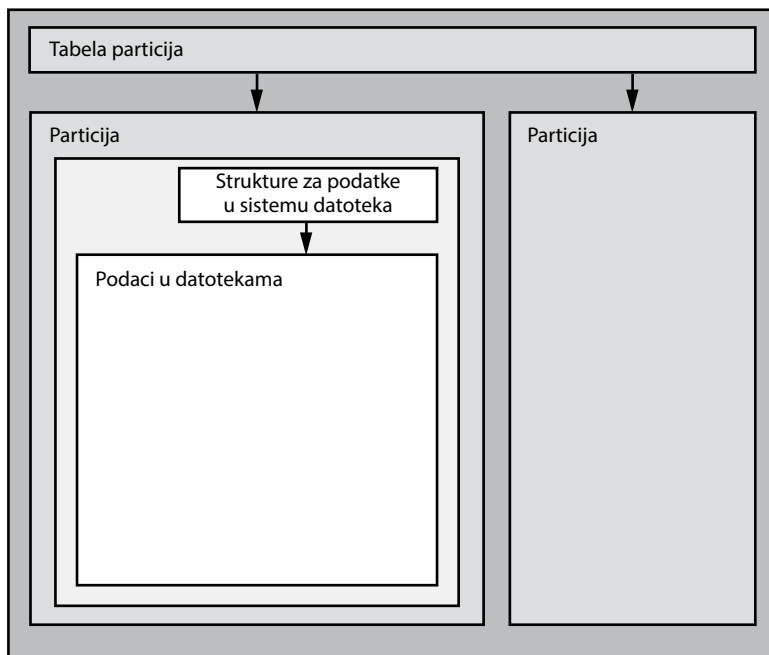 Tabela particija
Particija
Particija
Strukture za podatke
u sistemu datoteka
Podaci u datotekama